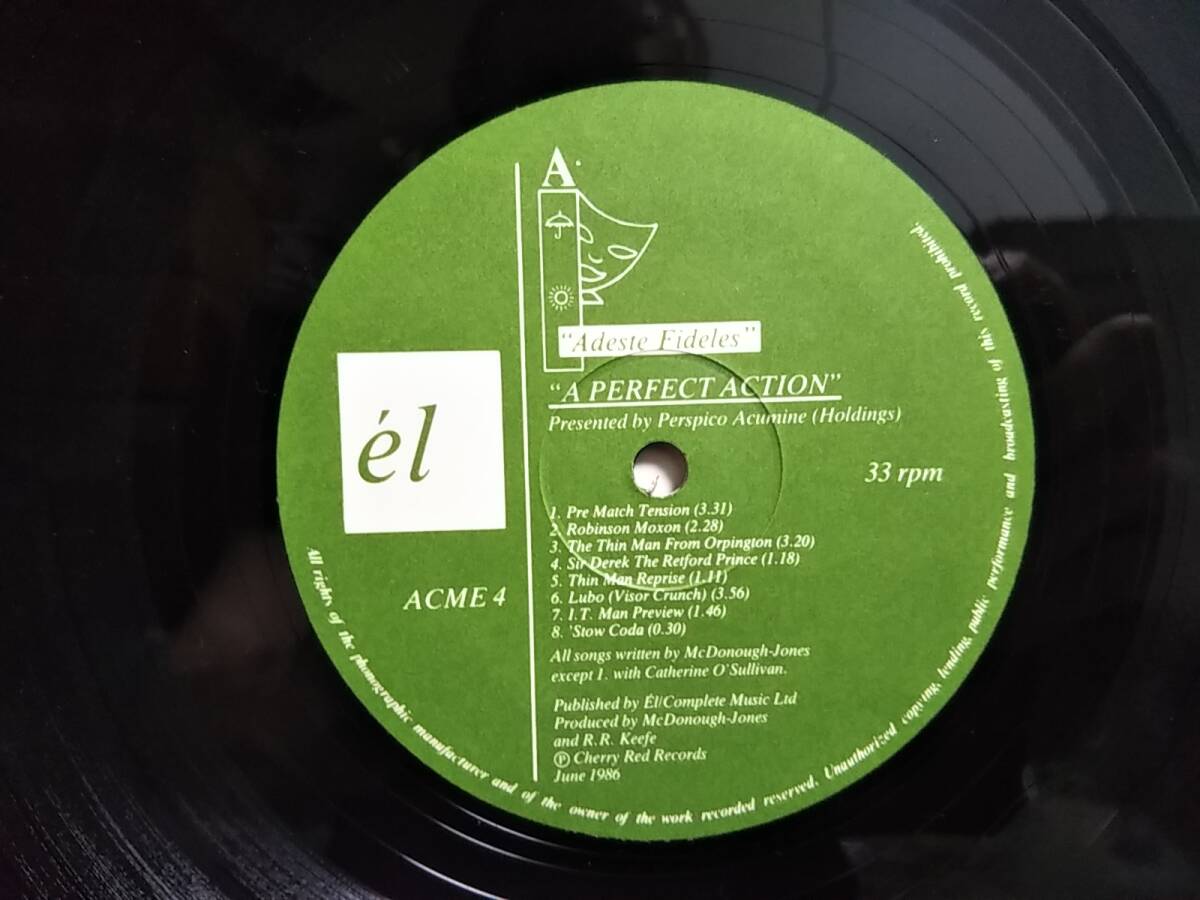 A.
"Adeste Fideles"
"A PERFECT ACTION"
Presented by Perspico Acumine (Holdings)
él
33 rpm
ACME 4
1. Pre Match Tension (3.31)
2. Robinson Moxon (2.28)
3. The Thin Man From Orpington (3.20)
4. Sir Derek The Retford Prince (1.18)
5. Thin Man Reprise (1.11)
6. Lubo (Visor Crunch) (3.56)
7. I.T. Man Preview (1.46)
8. 'Stow Coda (0.30)
All songs written by McDonough-Jones
except 1. with Catherine O'Sullivan.
Published by Él/Complete Music Ltd
Produced by McDonough-Jones
and R.R. Keefe
℗ Cherry Red Records
June 1986
All rights of the phonographic manufacturer and of the owner of the work recorded reserved. Unauthorized copying, lending, public performance and broadcasting of this record prohibited.